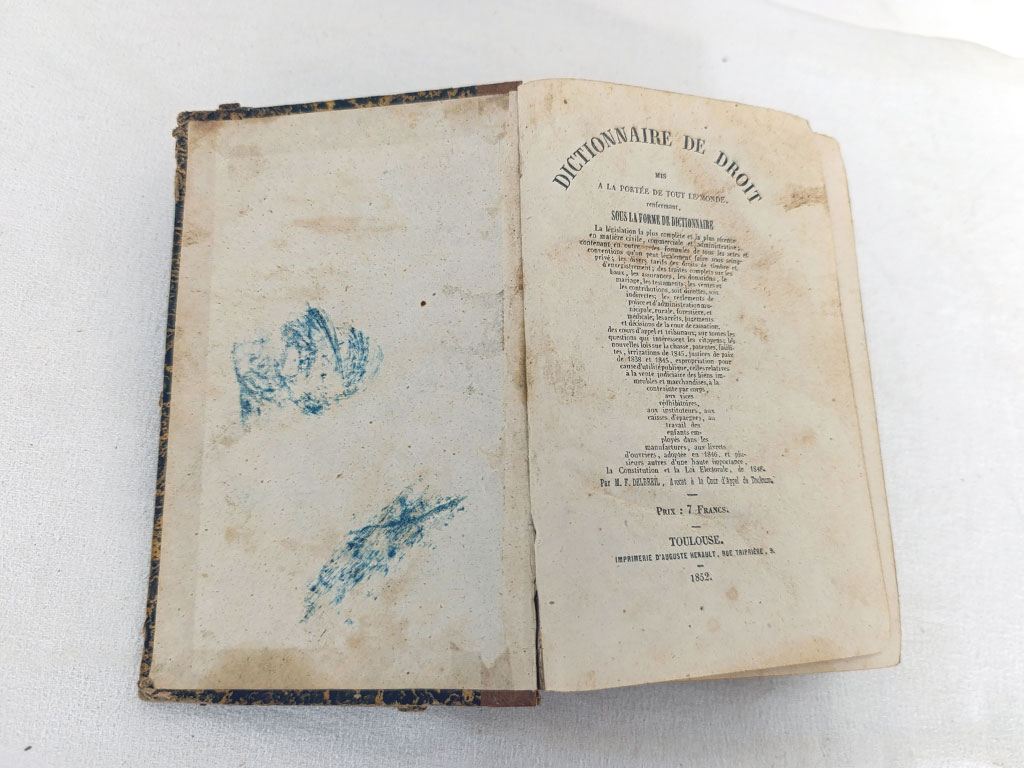 DICTIONNAIRE DE DROIT
MIS
A LA PORTÉE DE TOUT LE MONDE,
renfermant,
SOUS LA FORME DE DICTIONNAIRE
La législation la plus complète et la plus récente
en matière civile, commerciale et administrative;
contenant en outre les formules de tous les actes et
conventions qu'on peut légalement faire sous seing-
privé; les divers tarifs des droits de timbre et
d'enregistrement; des traités complets sur les
baux, les assurances, les donations, le
mariage, les testaments; les ventes et
les contributions, soit directes, soit
indirectes; les règlements de
police et d'administration mu-
nicipale, rurale, forestière, et
médicale, les arrêts, jugements
et décisions de la cour de cassation,
des cours d'appel et tribunaux; sur toutes les
questions qui intéressent les citoyens; les
nouvelles lois sur la chasse, patentes, failli-
tes, irrigations de 1845, justices de paix
de 1838 et 1845, expropriation pour
cause d'utilité publique, celles relatives
à la vente judiciaire des biens im-
meubles et marchandises, à la
contrainte par corps,
aux vices
rédhibitoires,
aux instituteurs, aux
caisses d'épargne, au
travail des
enfants em-
ployés dans les
manufactures, aux livrets
d'ouvriers, adoptée en 1846, et plu-
sieurs autres d'une haute importance,
la Constitution et la Loi Electorale, de 1848.
Par M. F. DELBREIL, Avocat à la Cour d'Appel de Toulouse.
PRIX : 7 FRANCS.
TOULOUSE.
IMPRIMERIE D'AUGUSTE HENAULT, RUE TRIPIÈRE, 9.
1852.